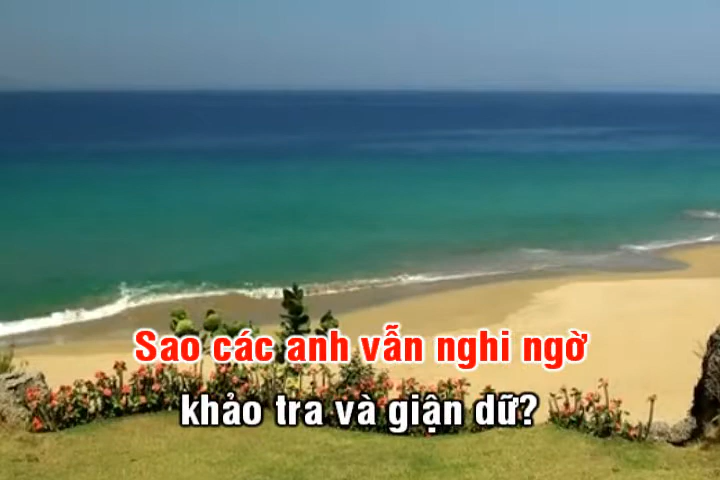 Sao các anh vẫn nghi ngờ
khảo tra và giận dữ?